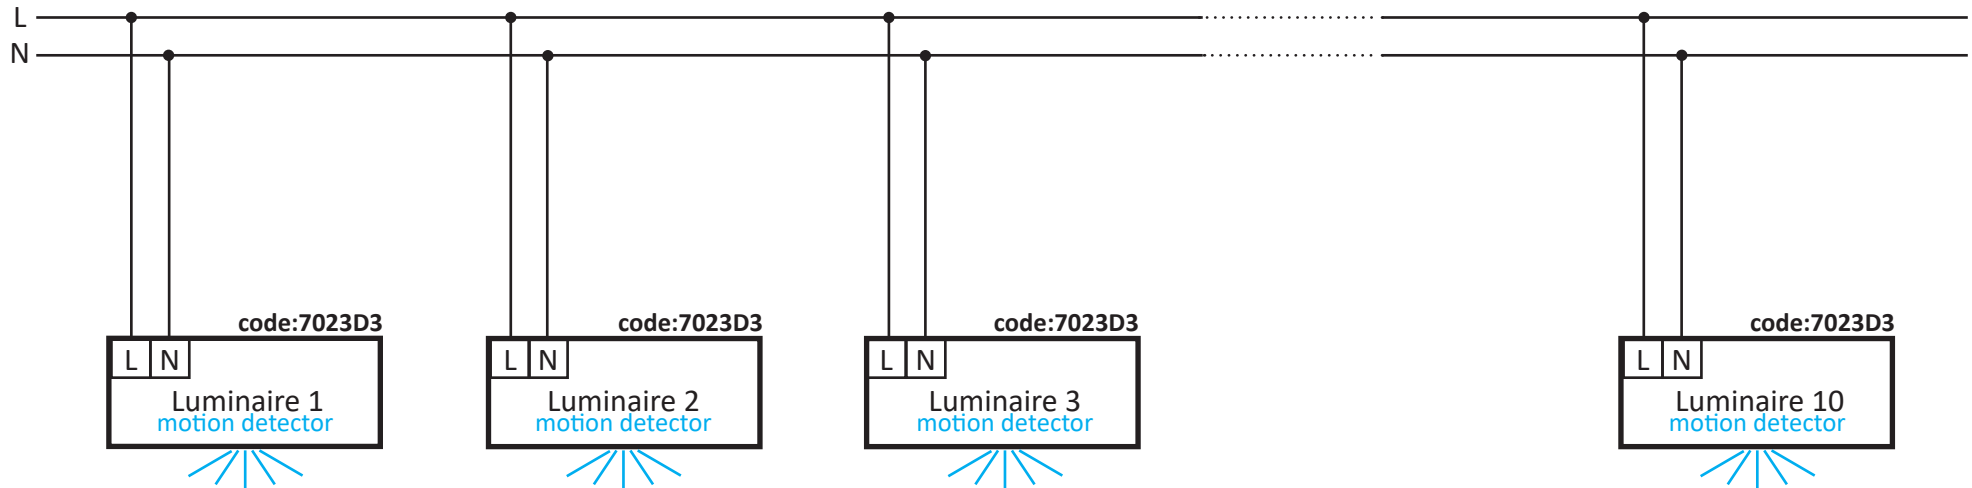 L
N
code:7023D3 code:7023D3 code:7023D3 code:7023D3
L N L N L N L N
Luminaire 1 Luminaire 2 Luminaire 3 Luminaire 10
motion detector motion detector motion detector motion detector